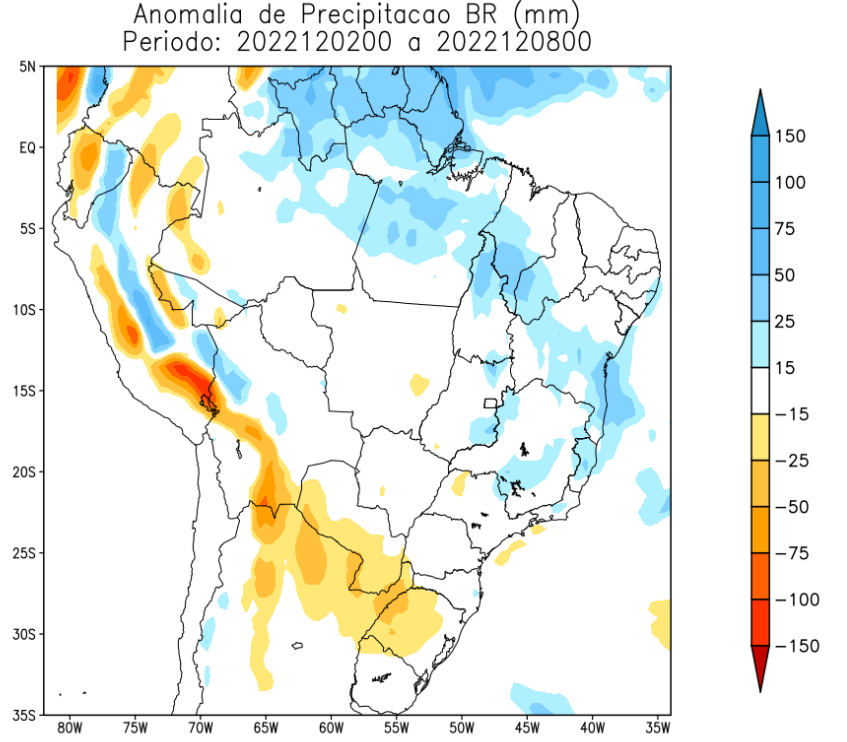 Anomalia de Precipitacao BR (mm)
Periodo: 2022120200 a 2022120800
5N
EQ
5S
10S
15S
20S
25S
30S
35S
80W 75W 70W 65W 60W 55W 50W 45W 40W 35W
150
100
75
50
25
15
−15
−25
−50
−75
−100
−150